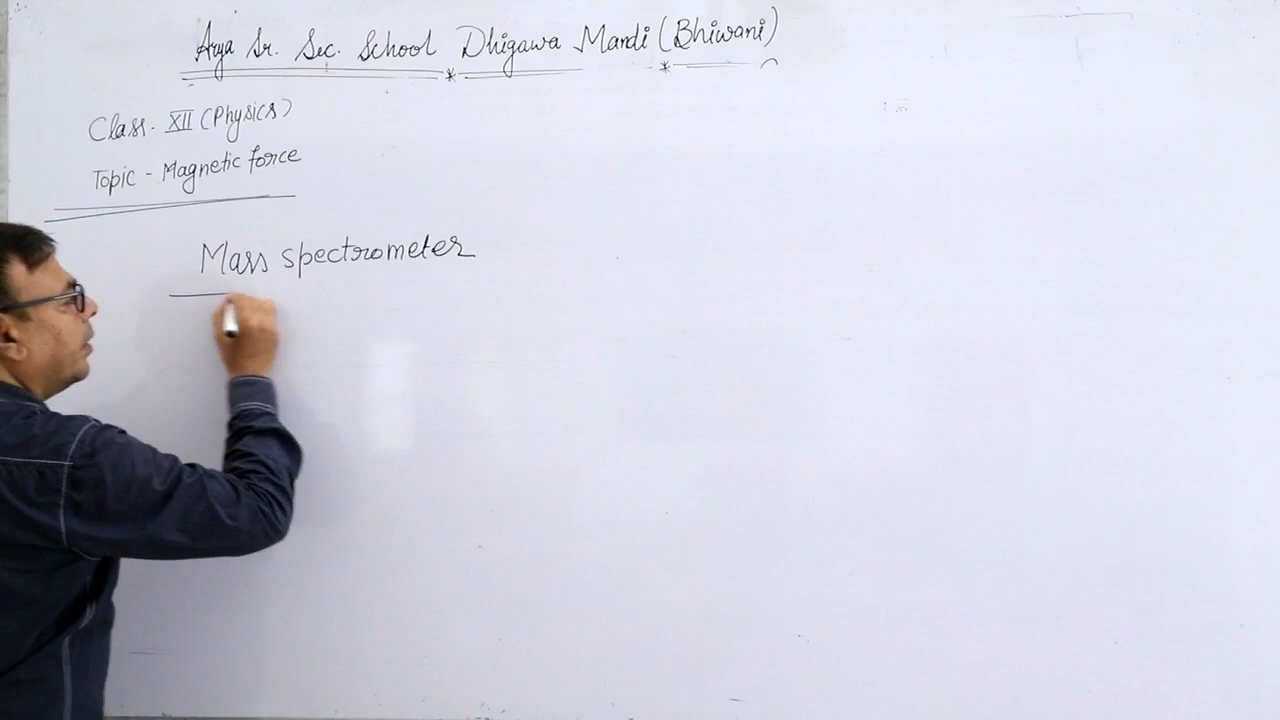 Arya Sr. Sec. School Dhigawa Mandi (Bhiwani)
Class. XII (Physics)
Topic - Magnetic force
Mass spectrometer